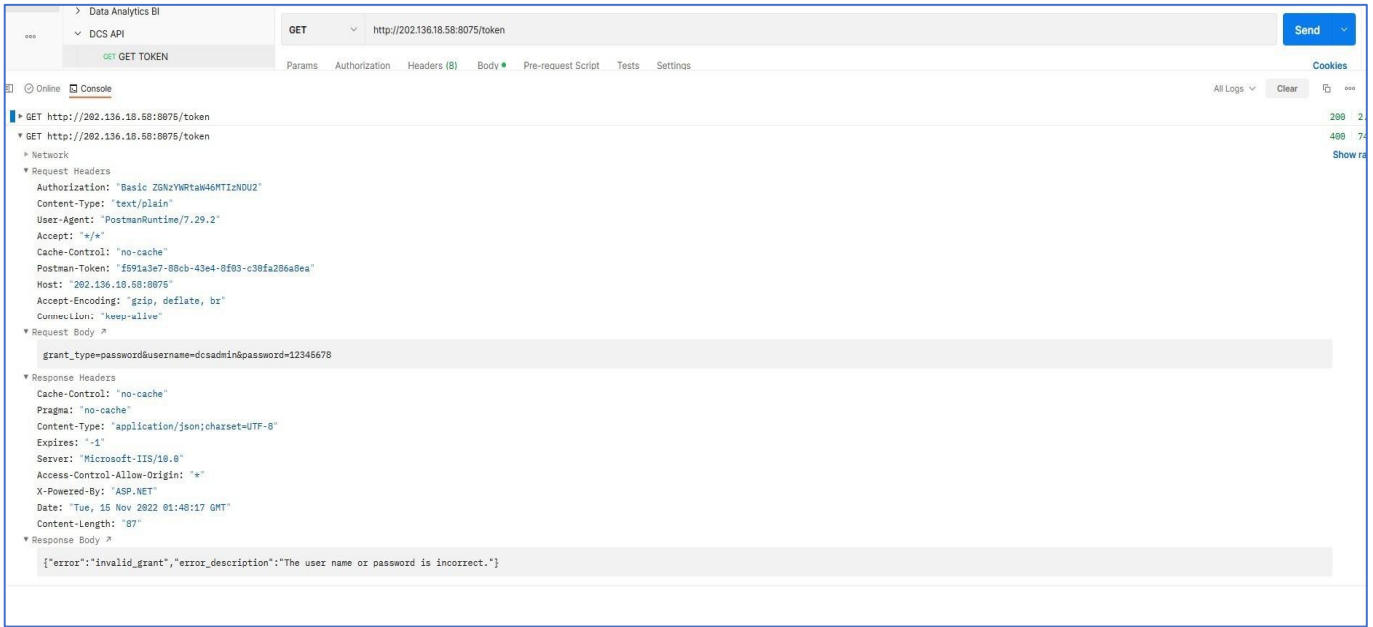 Data Analytics BI
DCS API
GET GET TOKEN
GET http://202.136.18.58:8075/token
Send
Params Authorization Headers (8) Body Pre-request Script Tests Settings
Cookies
Online Console
All Logs Clear
GET http://202.136.18.58:8075/token
200 2.
GET http://202.136.18.58:8075/token
400 74
Network
Show ra
Request Headers
Authorization: "Basic ZGNzYWRtaW46MTIzNDU2"
Content-Type: "text/plain"
User-Agent: "PostmanRuntime/7.29.2"
Accept: "*/*"
Cache-Control: "no-cache"
Postman-Token: "f591a3e7-88cb-43e4-8f03-c30fa286a8ea"
Host: "202.136.18.58:8075"
Accept-Encoding: "gzip, deflate, br"
Connection: "keep-alive"
Request Body
grant_type=password&username=dcsadmin&password=12345678
Response Headers
Cache-Control: "no-cache"
Pragma: "no-cache"
Content-Type: "application/json;charset=UTF-8"
Expires: "-1"
Server: "Microsoft-IIS/10.0"
Access-Control-Allow-Origin: "*"
X-Powered-By: "ASP.NET"
Date: "Tue, 15 Nov 2022 01:48:17 GMT"
Content-Length: "87"
Response Body
{"error":"invalid_grant","error_description":"The user name or password is incorrect."}